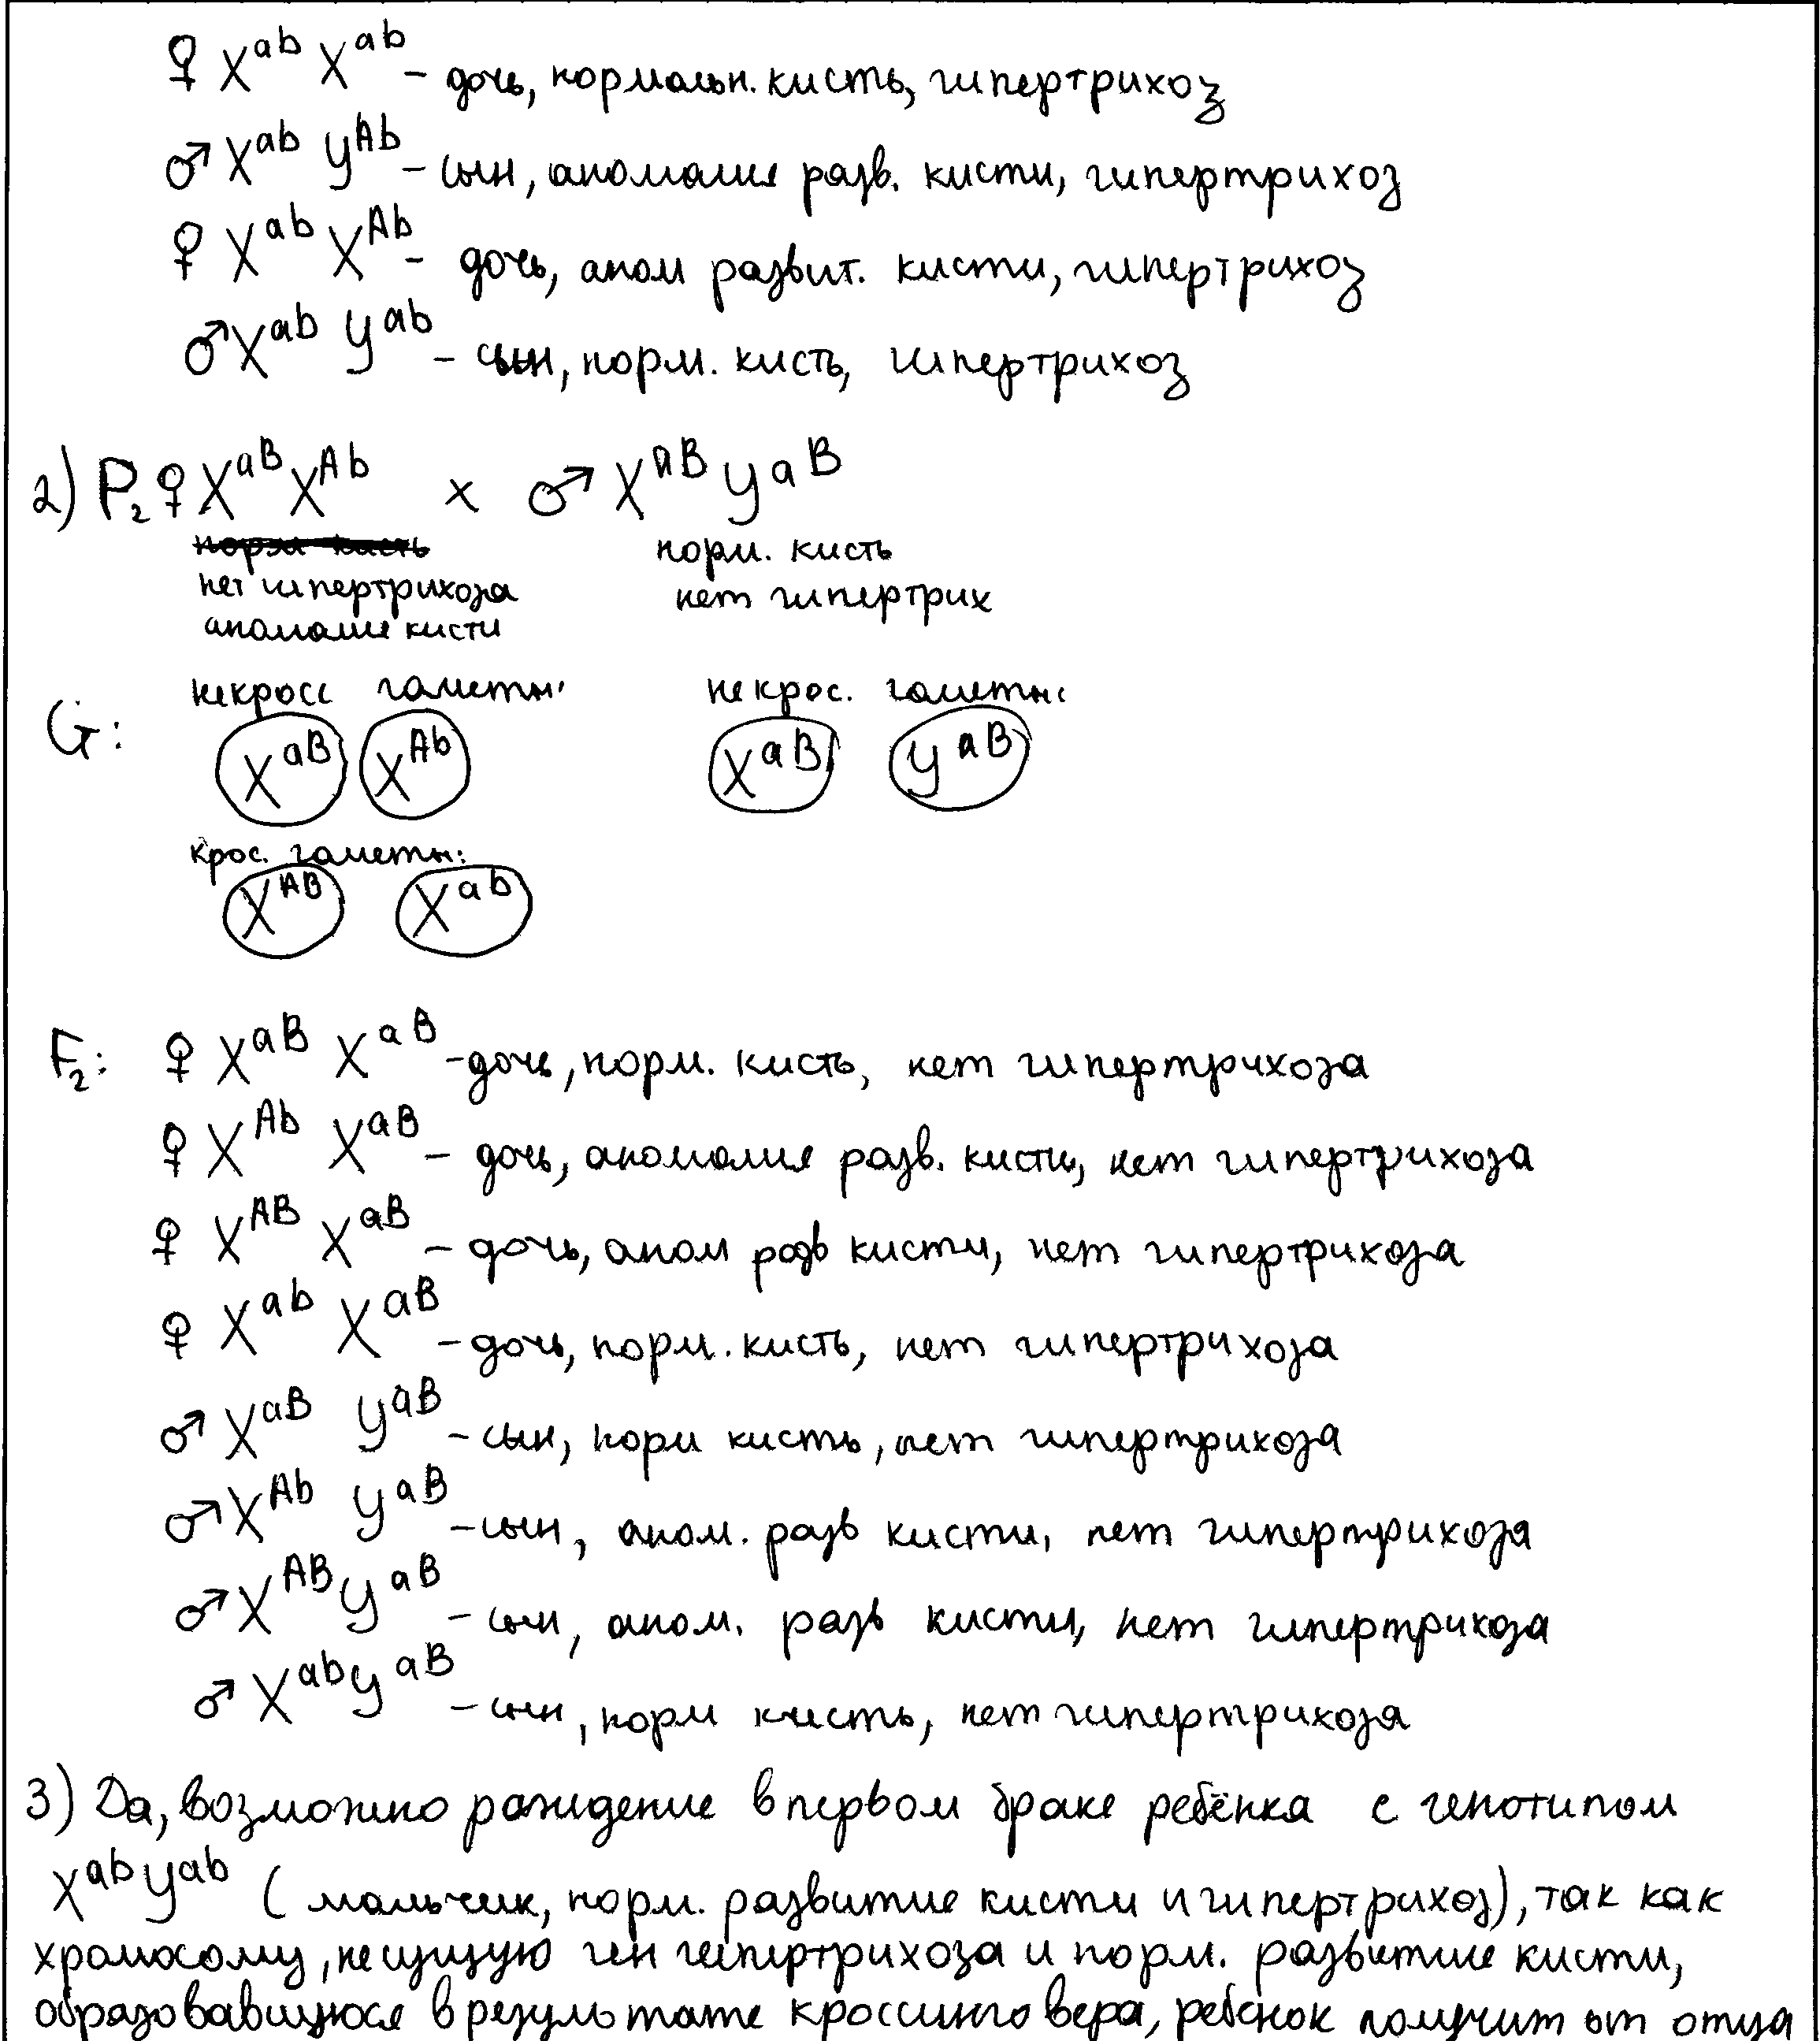 ♀ X^ab X^ab – дочь, нормальн. кисть, гипертрихоз
♂ X^ab y^Ab – сын, аномалия разв. кисти, гипертрихоз
♀ X^ab X^Ab – дочь, аном развит. кисти, гипертрихоз
♂ X^ab y^ab – сын, норм. кисть, гипертрихоз
2) P₂ ♀ X^aB X^Ab × ♂ X^aB y^aB
норм кисть норм. кисть
нет гипертрихоза нет гипертрих
аномалие кисти
некросс гаметы: некрос. гаметы:
G: X^aB X^Ab X^aB y^aB
крос. гаметы:
X^AB X^ab
F₂: ♀ X^aB X^aB – дочь, норм. кисть, нет гипертрихоза
♀ X^Ab X^aB – дочь, аномалия разв. кисти, нет гипертрихоза
♀ X^AB X^aB – дочь, аном разв кисти, нет гипертрихоза
♀ X^ab X^aB – дочь, норм. кисть, нет гипертрихоза
♂ X^aB y^aB – сын, норм кисть, нет гипертрихоза
♂ X^Ab y^aB – сын, аном. разв кисти, нет гипертрихоза
♂ X^AB y^aB – сын, аном. разв кисти, нет гипертрихоза
♂ X^ab y^aB – сын, норм кисть, нет гипертрихоза
3) Да, возможно рождение в первом браке ребёнка с генотипом
X^ab y^ab (мальчик, норм. развитие кисти и гипертрихоз), так как
хромосому, несущую ген гипертрихоза и норм. развитие кисти,
образовавшуюся в результате кроссинговера, ребенок получит от отца